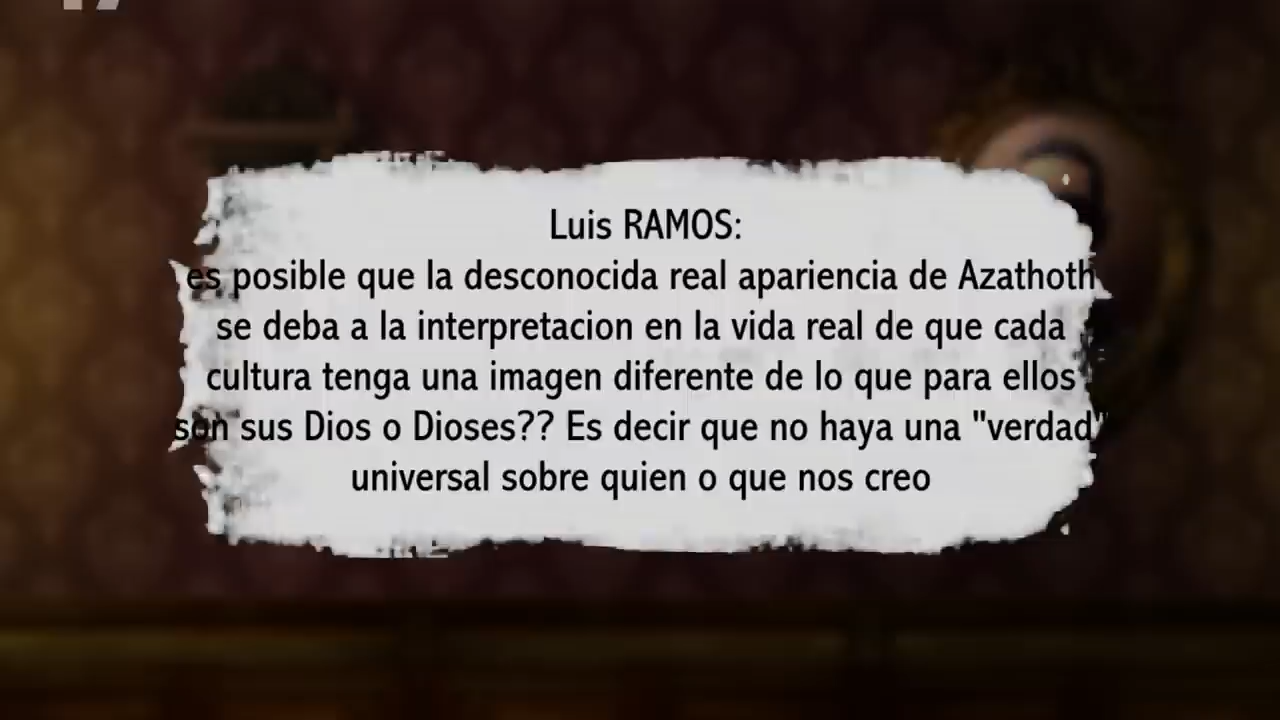 Luis RAMOS:
es posible que la desconocida real apariencia de Azathoth
se deba a la interpretacion en la vida real de que cada
cultura tenga una imagen diferente de lo que para ellos
son sus Dios o Dioses?? Es decir que no haya una "verdad"
universal sobre quien o que nos creo